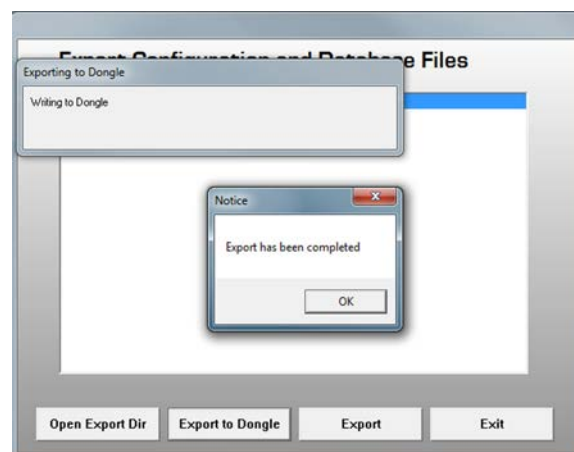 Export Configuration and Database Files
Exporting to Dongle
Writing to Dongle
Notice
Export has been completed
OK
Open Export Dir
Export to Dongle
Export
Exit